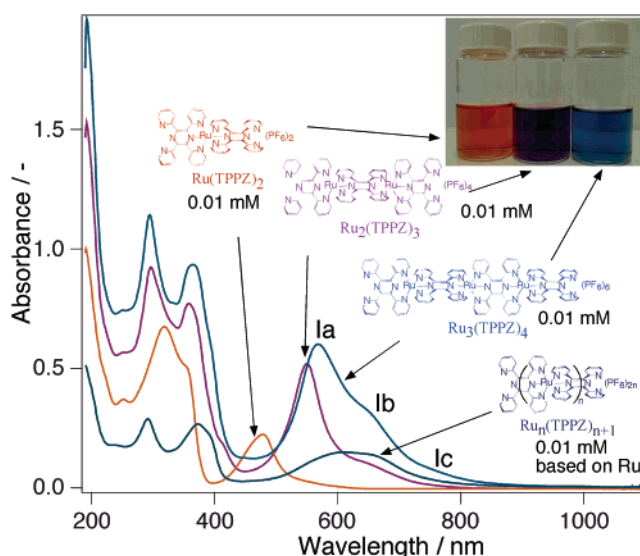 Absorbance / -
1.5
1.0
0.5
0.0
200
400
600
800
1000
Wavelength / nm
(PF6)2
Ru(TPPZ)2
0.01 mM
(PF6)4
Ru2(TPPZ)3
0.01 mM
(PF6)6
Ru3(TPPZ)4
0.01 mM
Ia
Ib
Ic
(PF6)2n
n
Run(TPPZ)n+1
0.01 mM
based on Ru